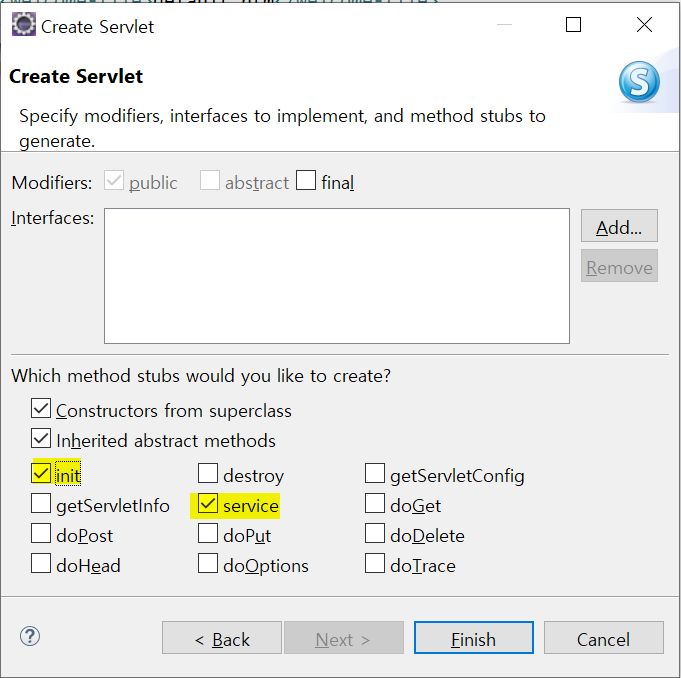 Create Servlet
Create Servlet
Specify modifiers, interfaces to implement, and method stubs to
generate.
Modifiers: public abstract final
Interfaces:
Add...
Remove
Which method stubs would you like to create?
Constructors from superclass
Inherited abstract methods
init destroy getServletConfig
getServletInfo service doGet
doPost doPut doDelete
doHead doOptions doTrace
? < Back Next > Finish Cancel